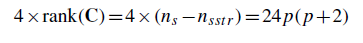 4 × rank(C) = 4 × (n_s − n_sstr) = 24p(p+2)